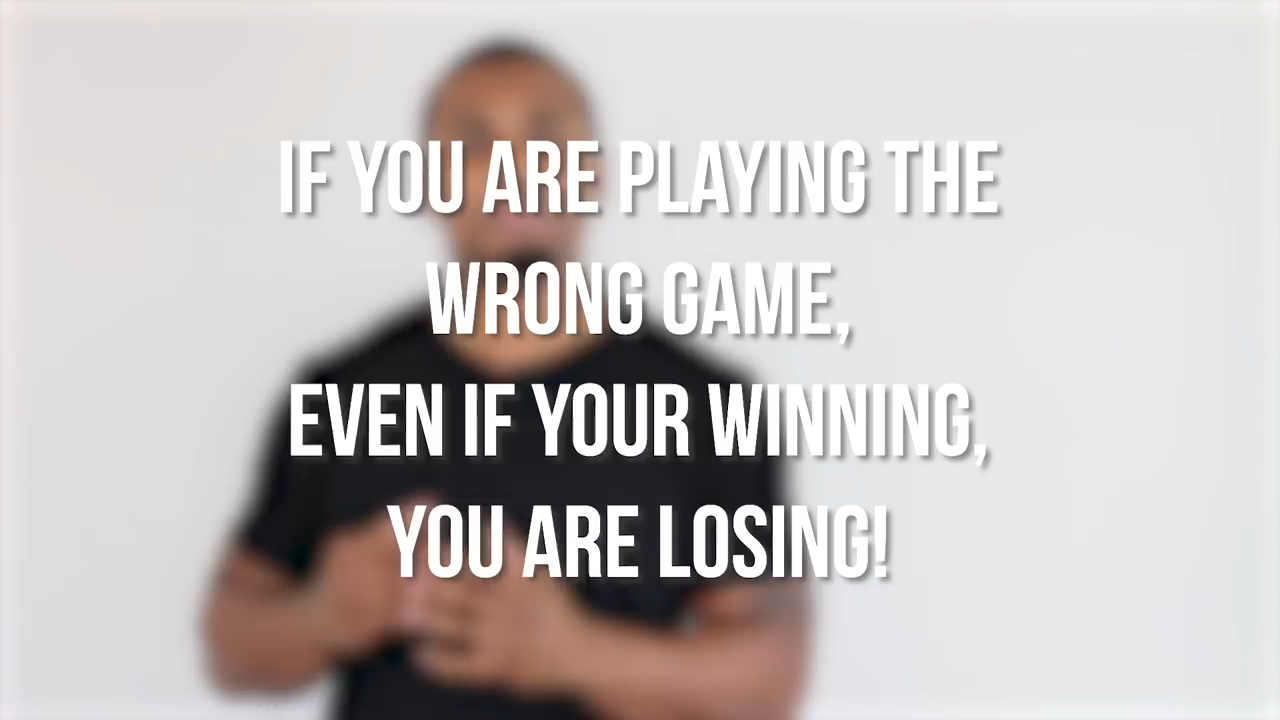 IF YOU ARE PLAYING THE
WRONG GAME,
EVEN IF YOUR WINNING,
YOU ARE LOSING!